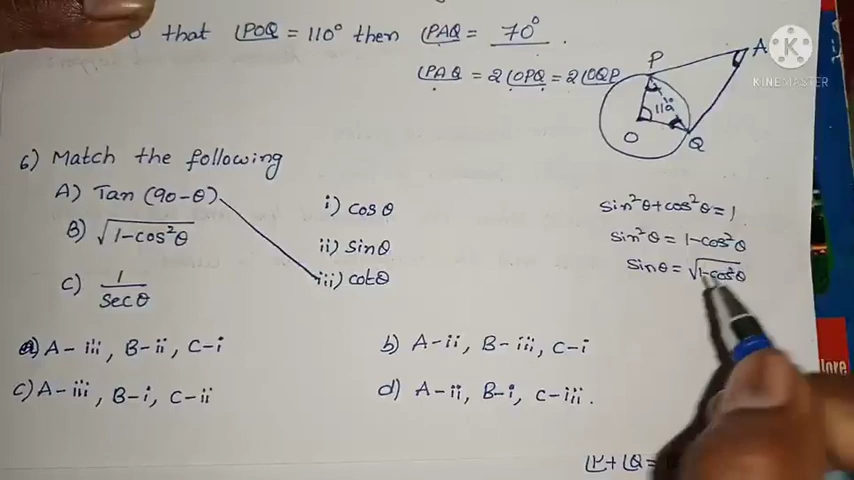 that ∠POQ = 110° then ∠PAQ = 70° .
∠PAQ = 2∠OPQ = 2∠OQP
P
A
110°
O
Q
KINEMASTER
6) Match the following
A) Tan (90-θ)
B) √1-cos²θ
C) 1/secθ
i) cosθ
ii) sinθ
iii) cotθ
sin²θ+cos²θ=1
sin²θ = 1-cos²θ
sinθ = √1-cos²θ
a) A-iii, B-ii, C-i
b) A-ii, B-iii, C-i
c) A-iii, B-i, C-ii
d) A-ii, B-i, C-iii.
∠P+∠Q=